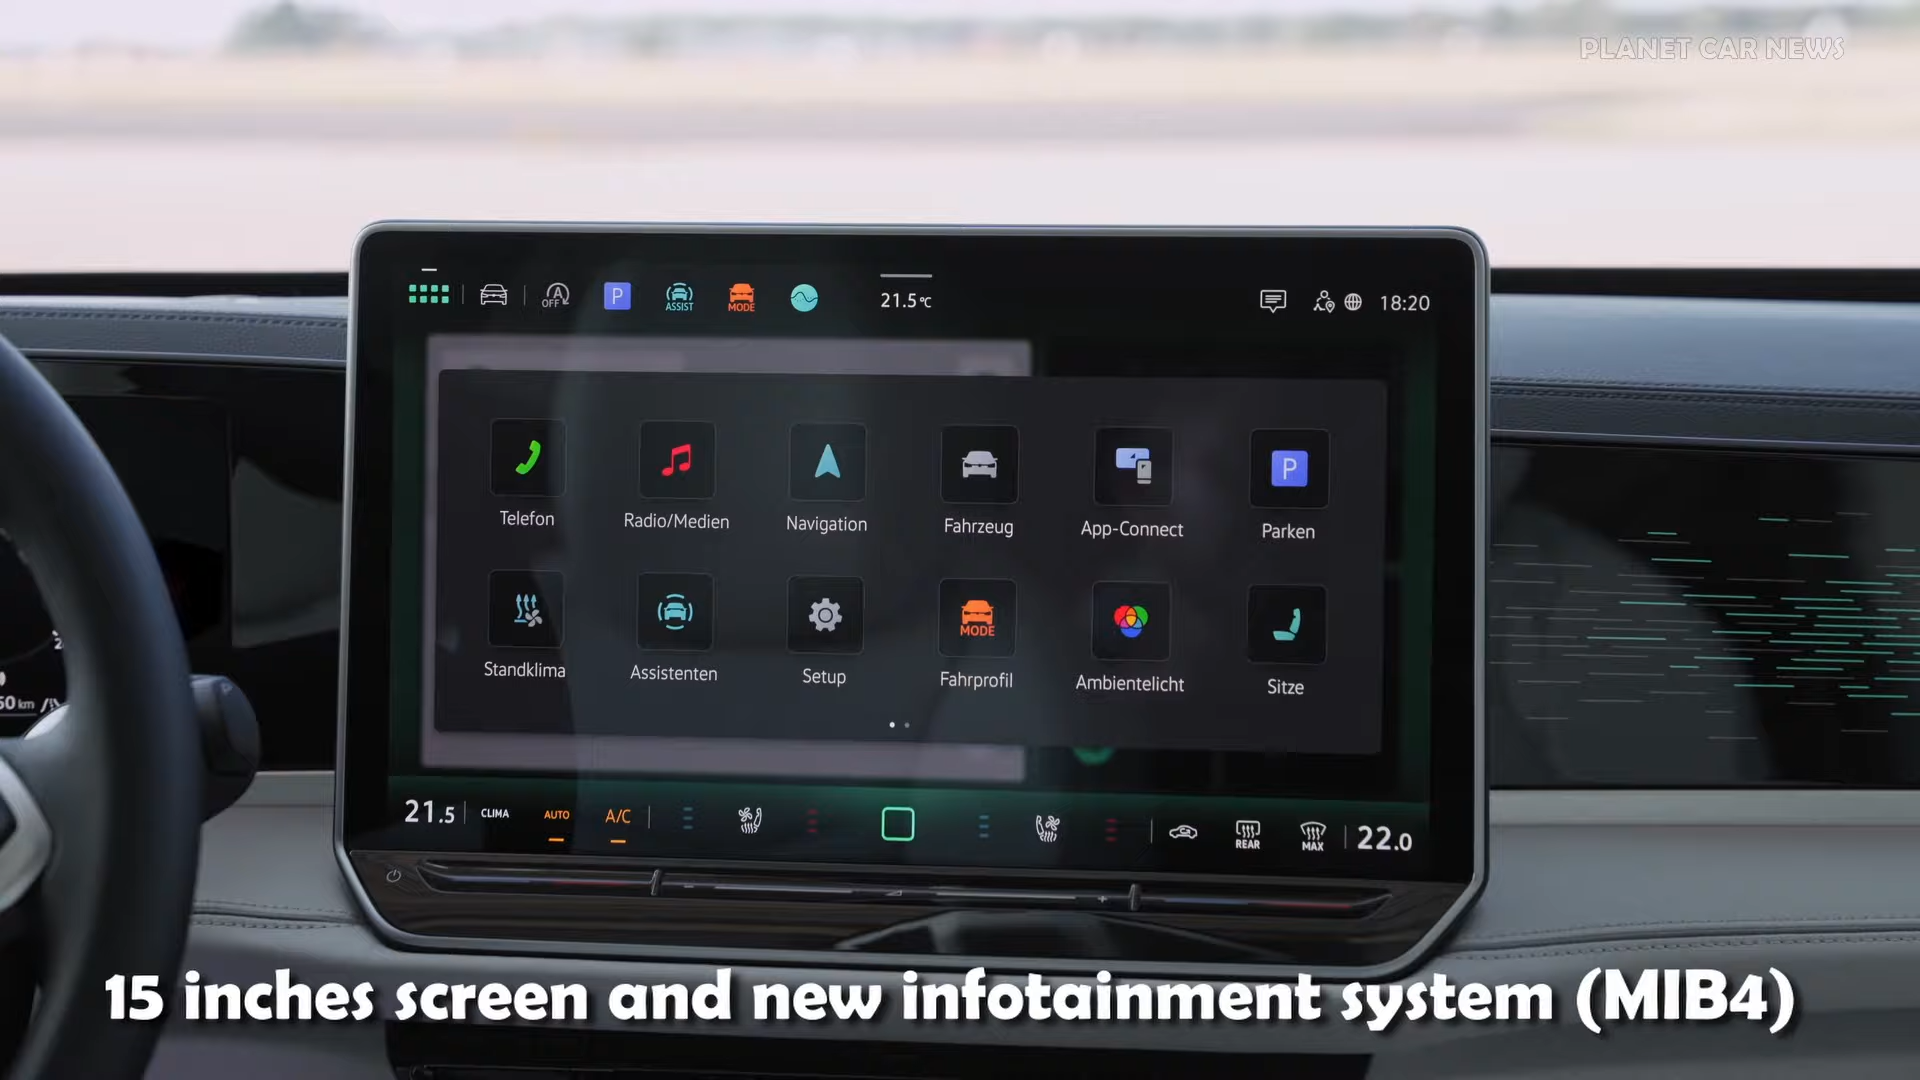 PLANET CAR NEWS
OFF A
P
ASSIST
MODE
21.5°C
18:20
Telefon
Radio/Medien
Navigation
Fahrzeug
App-Connect
P
Parken
Standklima
Assistenten
Setup
MODE
Fahrprofil
Ambientelicht
Sitze
21.5
CLIMA
AUTO
A/C
REAR
MAX
22.0
50 km
15 inches screen and new infotainment system (MIB4)